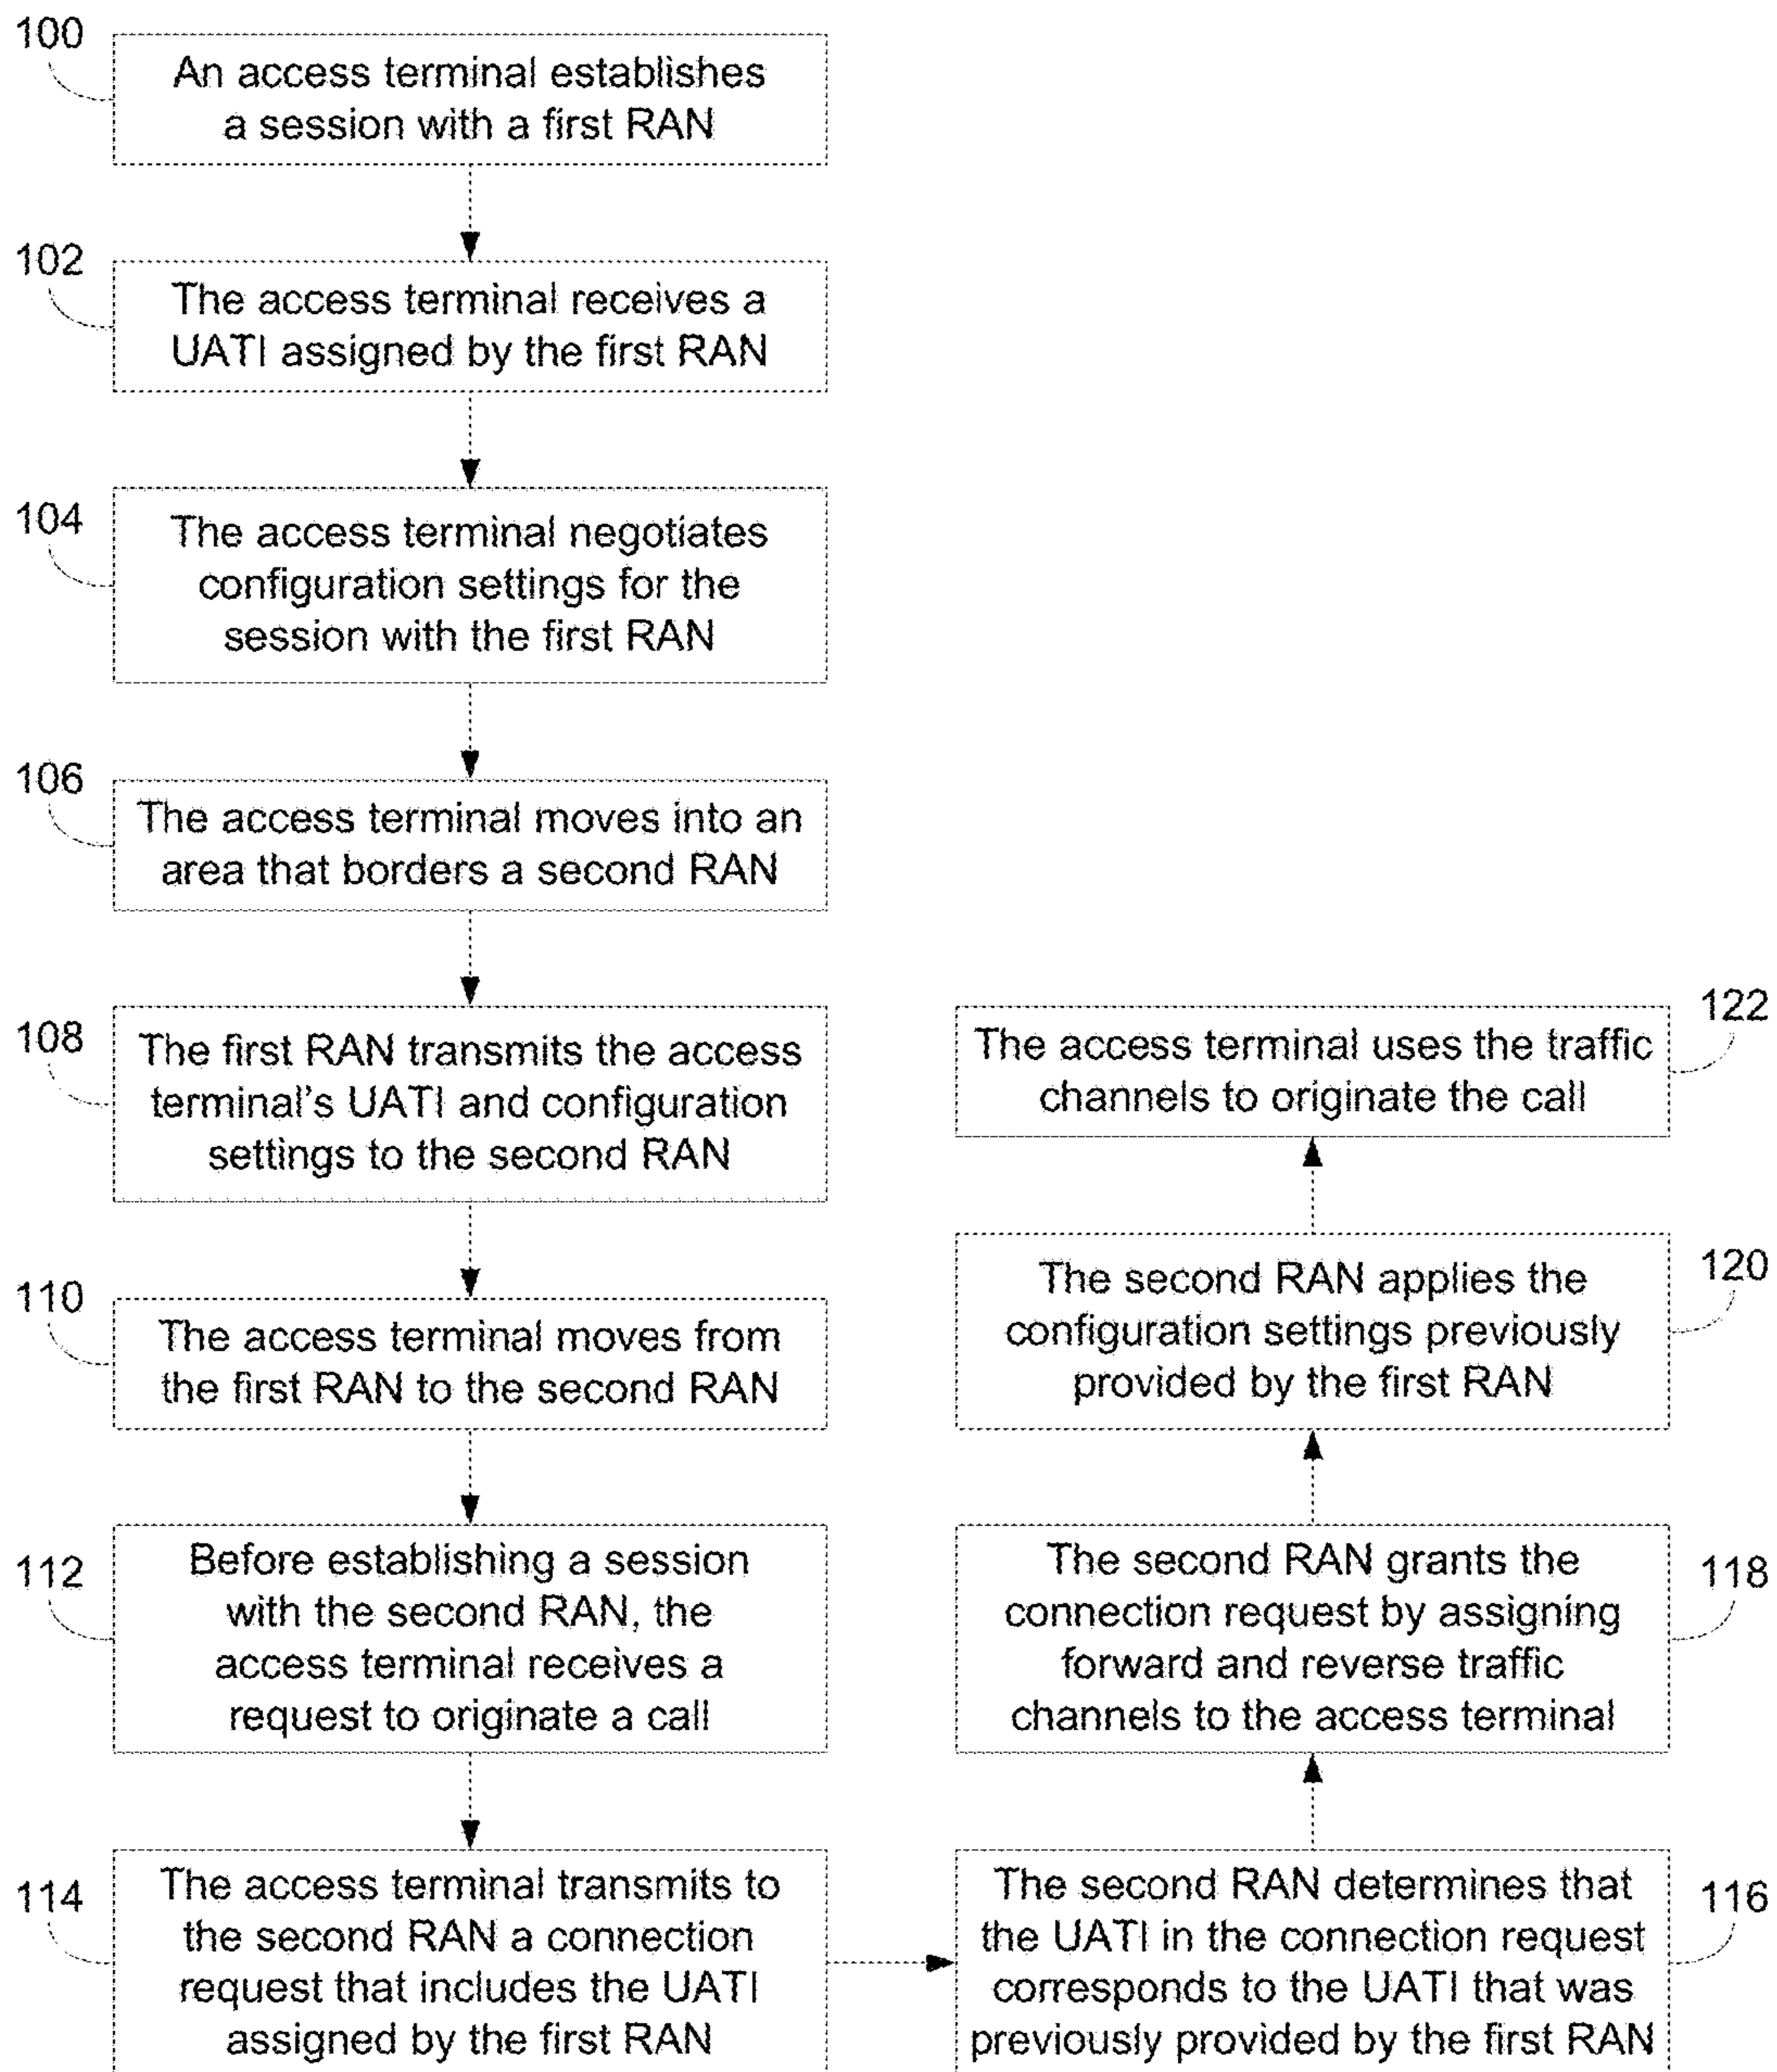 100
An access terminal establishes
a session with a first RAN
102
The access terminal receives a
UATI assigned by the first RAN
104
The access terminal negotiates
configuration settings for the
session with the first RAN
106
The access terminal moves into an
area that borders a second RAN
108
The first RAN transmits the access
terminal's UATI and configuration
settings to the second RAN
110
The access terminal moves from
the first RAN to the second RAN
112
Before establishing a session
with the second RAN, the
access terminal receives a
request to originate a call
114
The access terminal transmits to
the second RAN a connection
request that includes the UATI
assigned by the first RAN
The second RAN determines that
the UATI in the connection request
corresponds to the UATI that was
previously provided by the first RAN
116
The second RAN grants the
connection request by assigning
forward and reverse traffic
channels to the access terminal
118
The second RAN applies the
configuration settings previously
provided by the first RAN
120
The access terminal uses the traffic
channels to originate the call
122